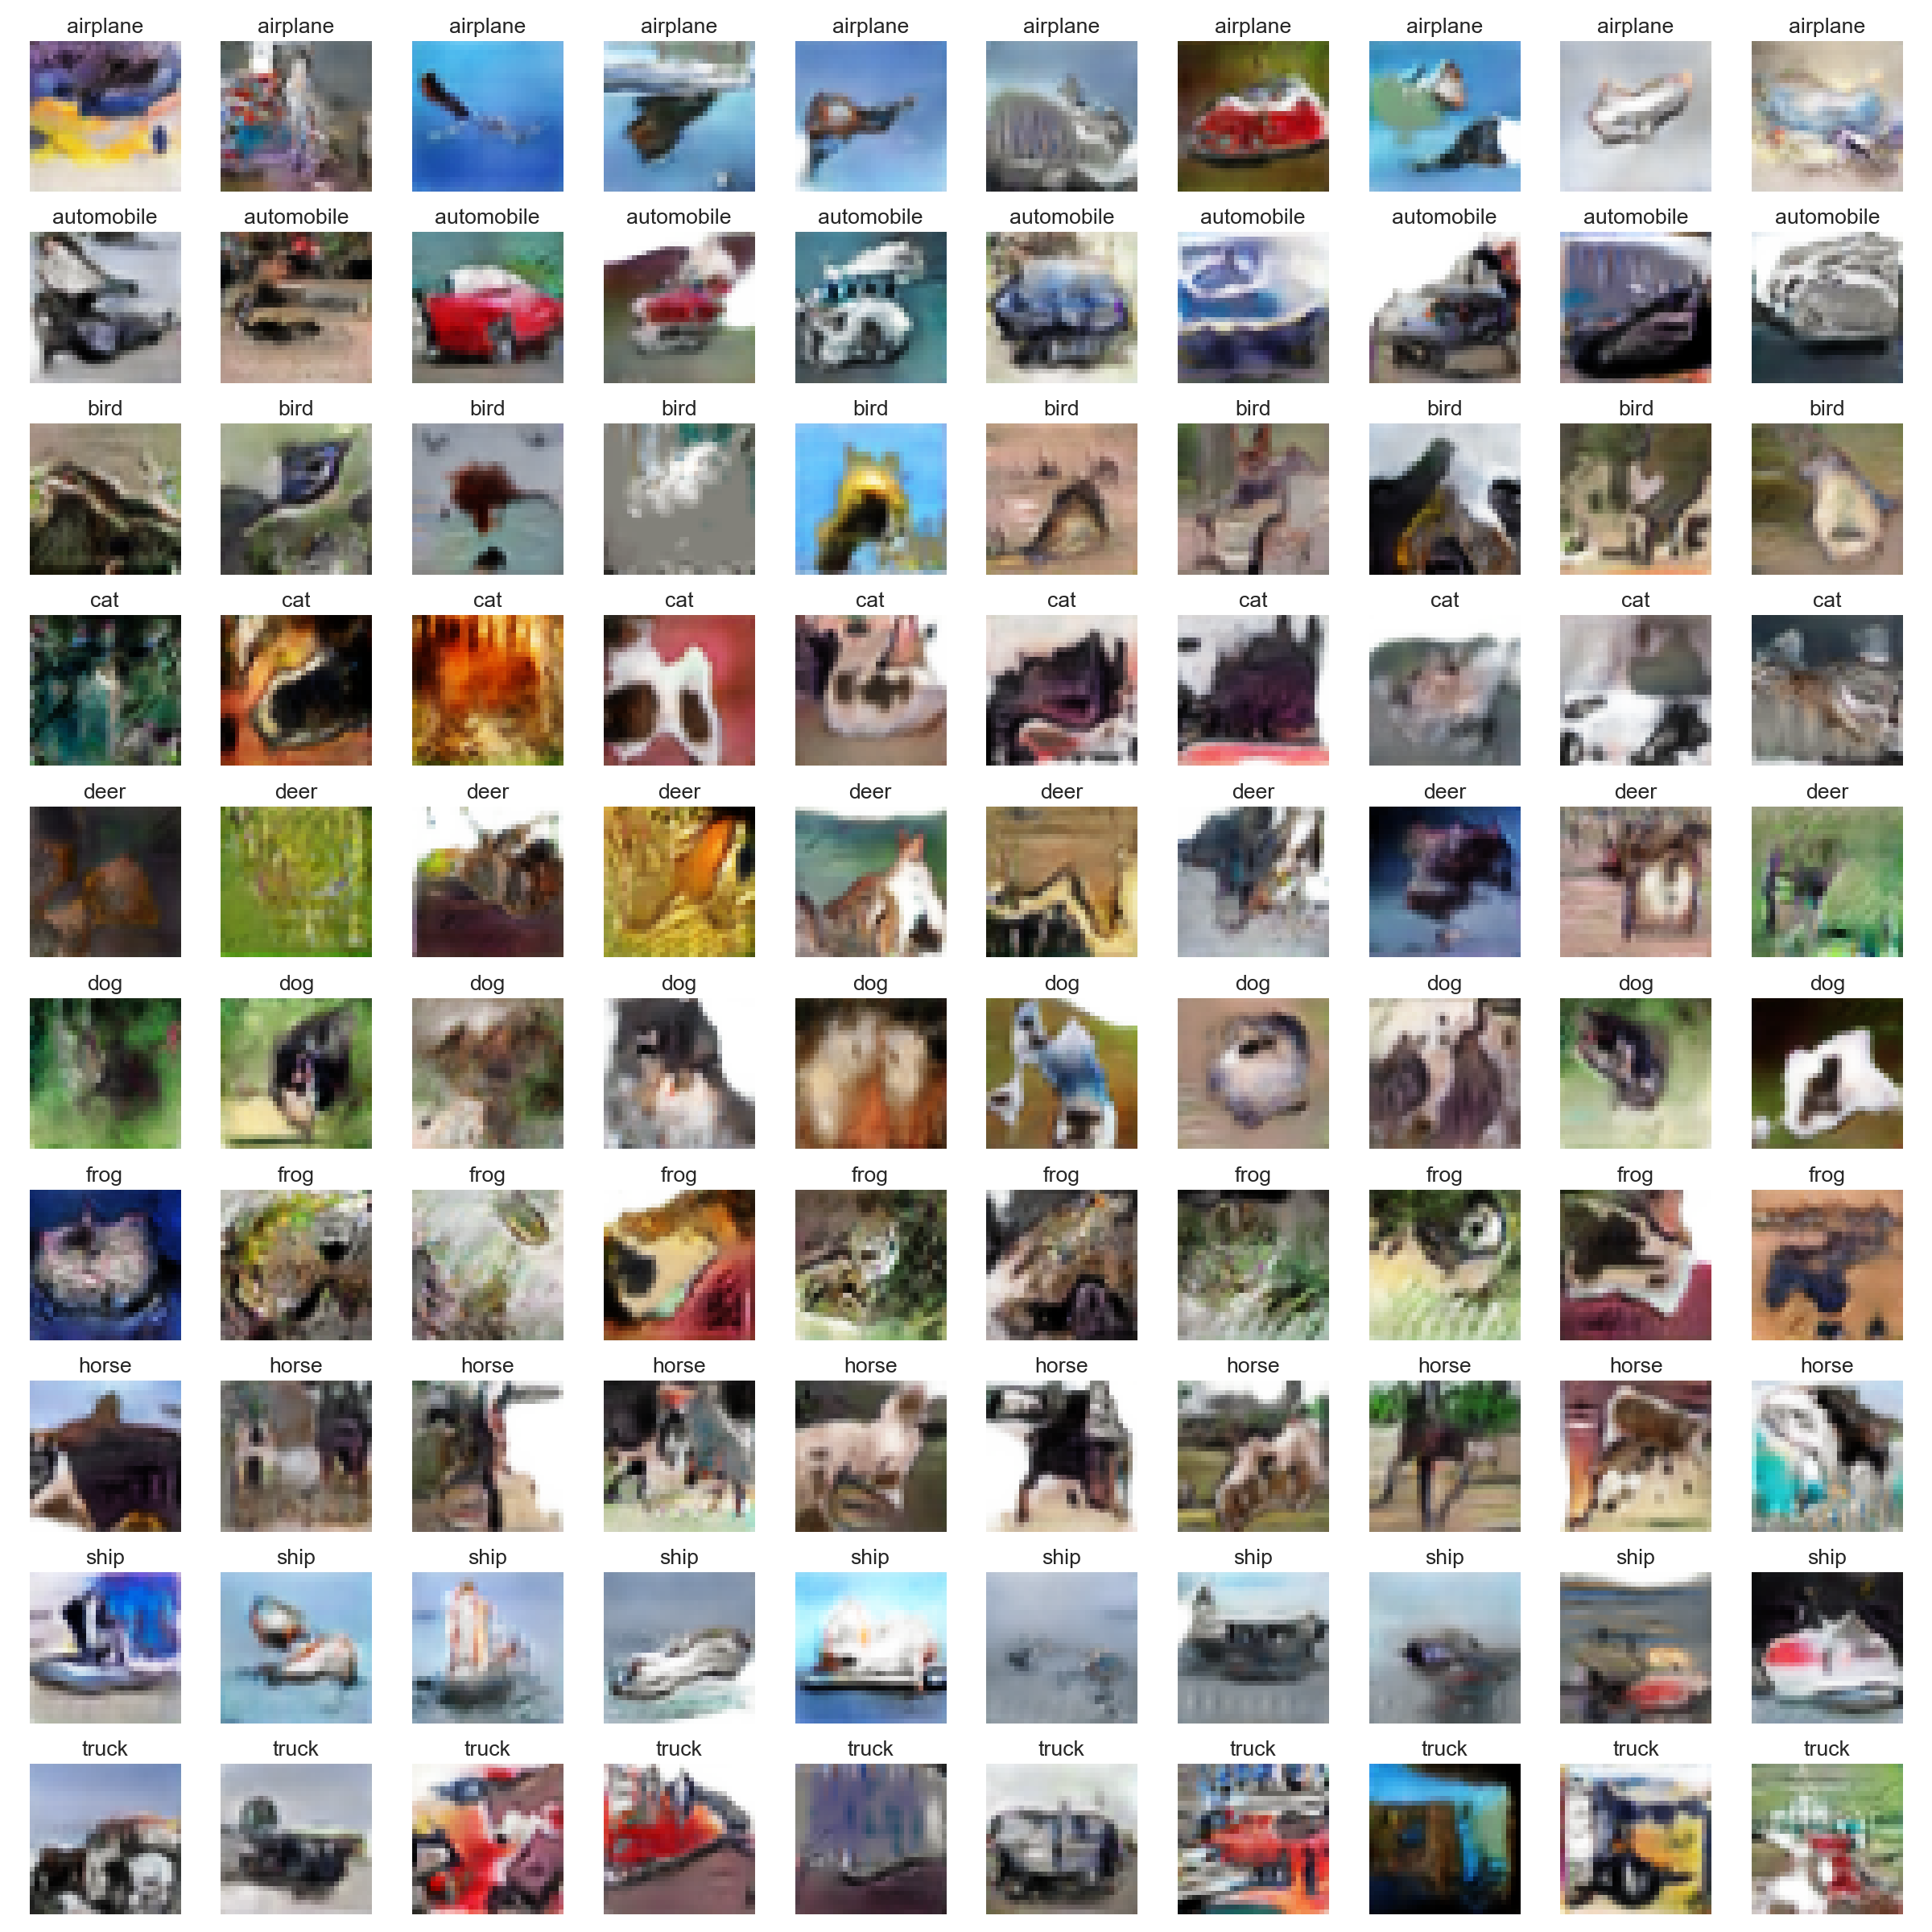 airplane airplane airplane airplane airplane airplane airplane airplane airplane airplane
automobile automobile automobile automobile automobile automobile automobile automobile automobile automobile
bird bird bird bird bird bird bird bird bird bird
cat cat cat cat cat cat cat cat cat cat
deer deer deer deer deer deer deer deer deer deer
dog dog dog dog dog dog dog dog dog dog
frog frog frog frog frog frog frog frog frog frog
horse horse horse horse horse horse horse horse horse horse
ship ship ship ship ship ship ship ship ship ship
truck truck truck truck truck truck truck truck truck truck